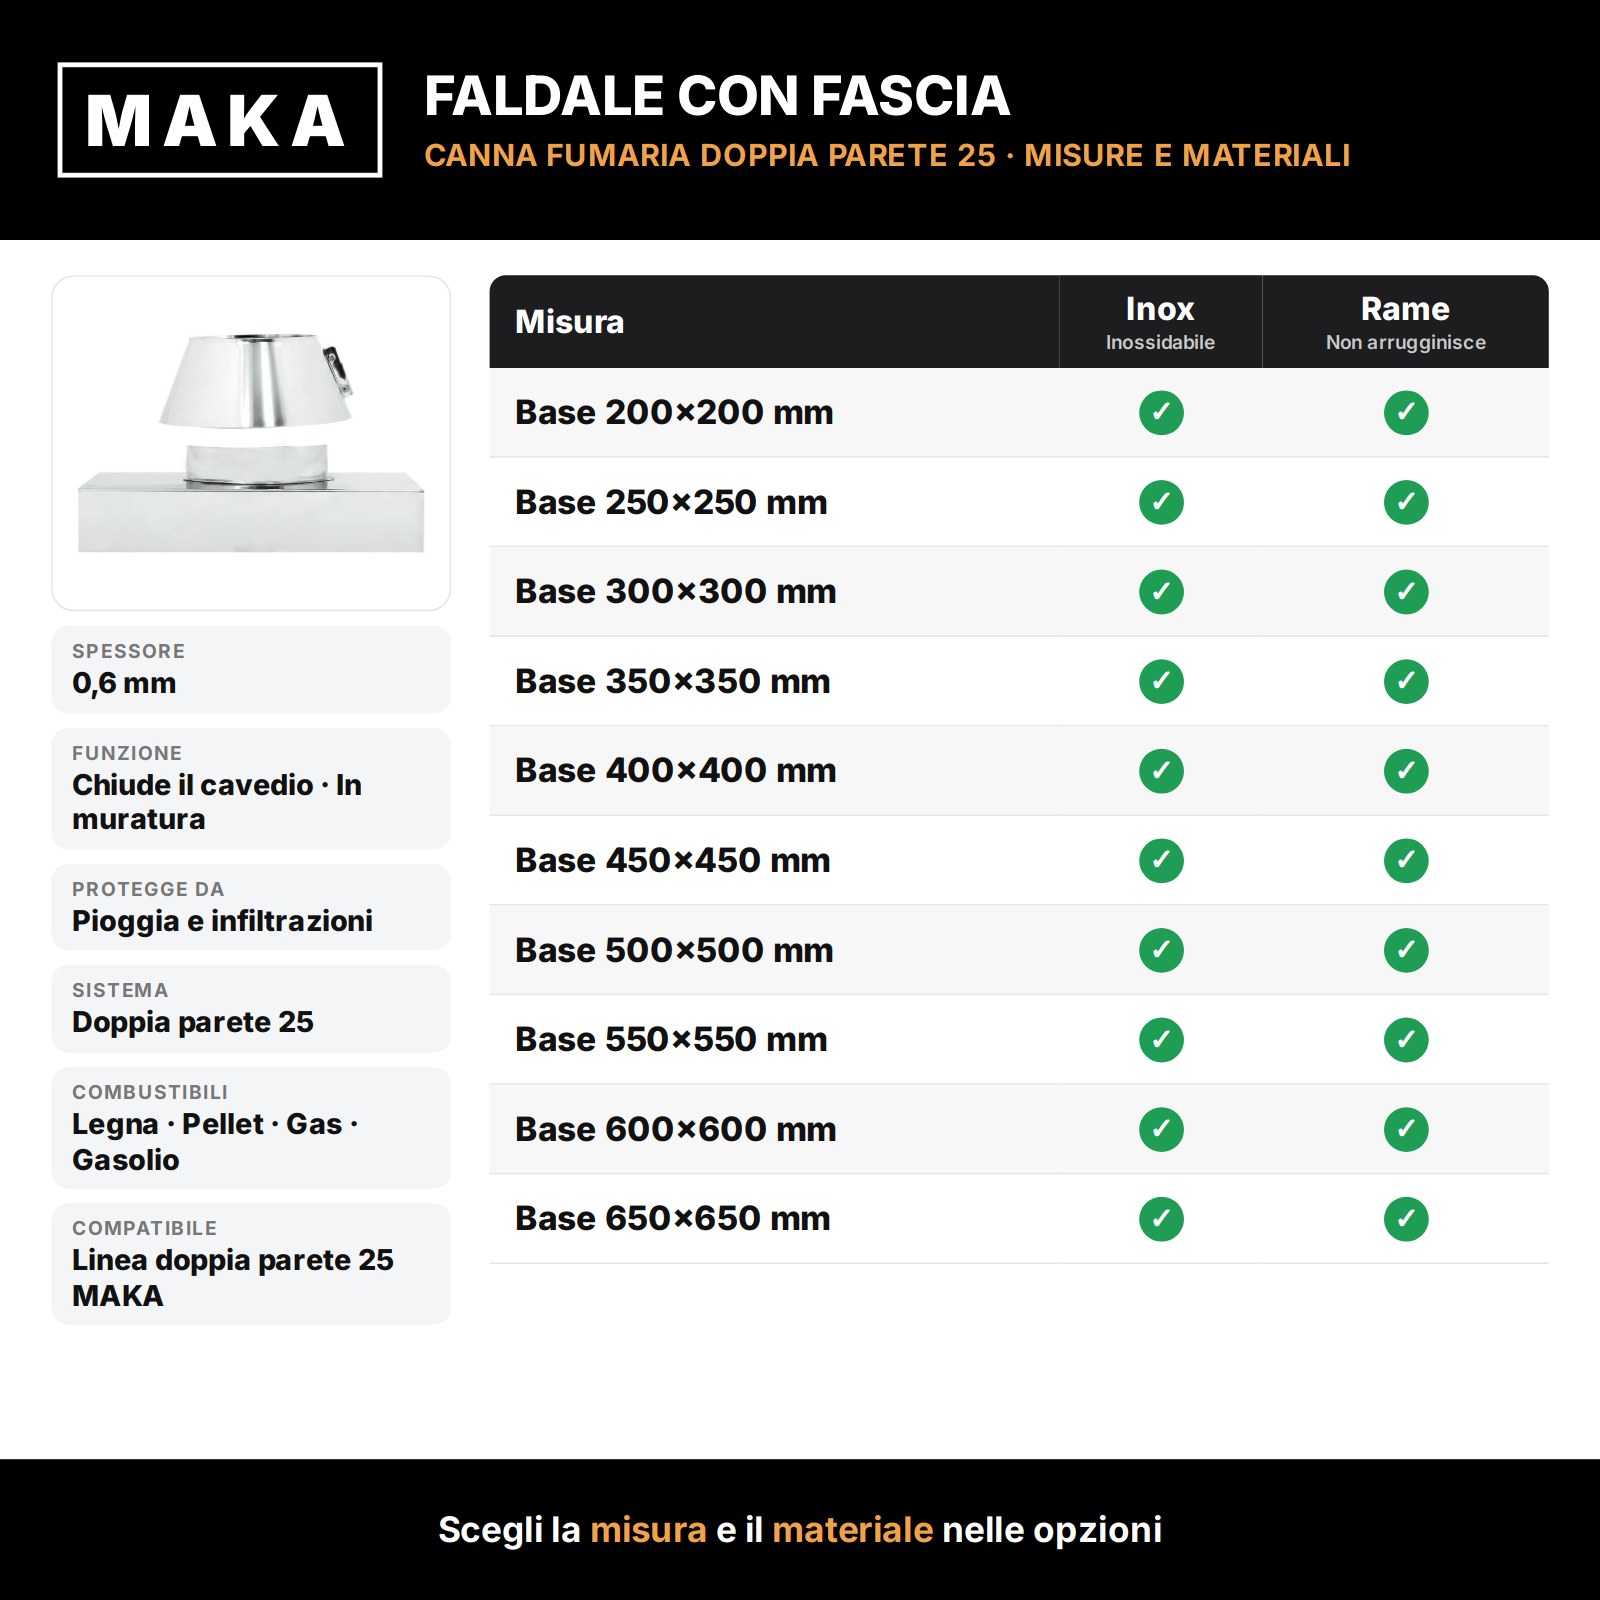 MAKA
FALDALE CON FASCIA
CANNA FUMARIA DOPPIA PARETE 25 · MISURE E MATERIALI
SPESSORE
0,6 mm
FUNZIONE
Chiude il cavedio · In
muratura
PROTEGGE DA
Pioggia e infiltrazioni
SISTEMA
Doppia parete 25
COMBUSTIBILI
Legna · Pellet · Gas ·
Gasolio
COMPATIBILE
Linea doppia parete 25
MAKA
Misura Inox Rame
Inossidabile Non arrugginisce
Base 200×200 mm ✓ ✓
Base 250×250 mm ✓ ✓
Base 300×300 mm ✓ ✓
Base 350×350 mm ✓ ✓
Base 400×400 mm ✓ ✓
Base 450×450 mm ✓ ✓
Base 500×500 mm ✓ ✓
Base 550×550 mm ✓ ✓
Base 600×600 mm ✓ ✓
Base 650×650 mm ✓ ✓
Scegli la misura e il materiale nelle opzioni